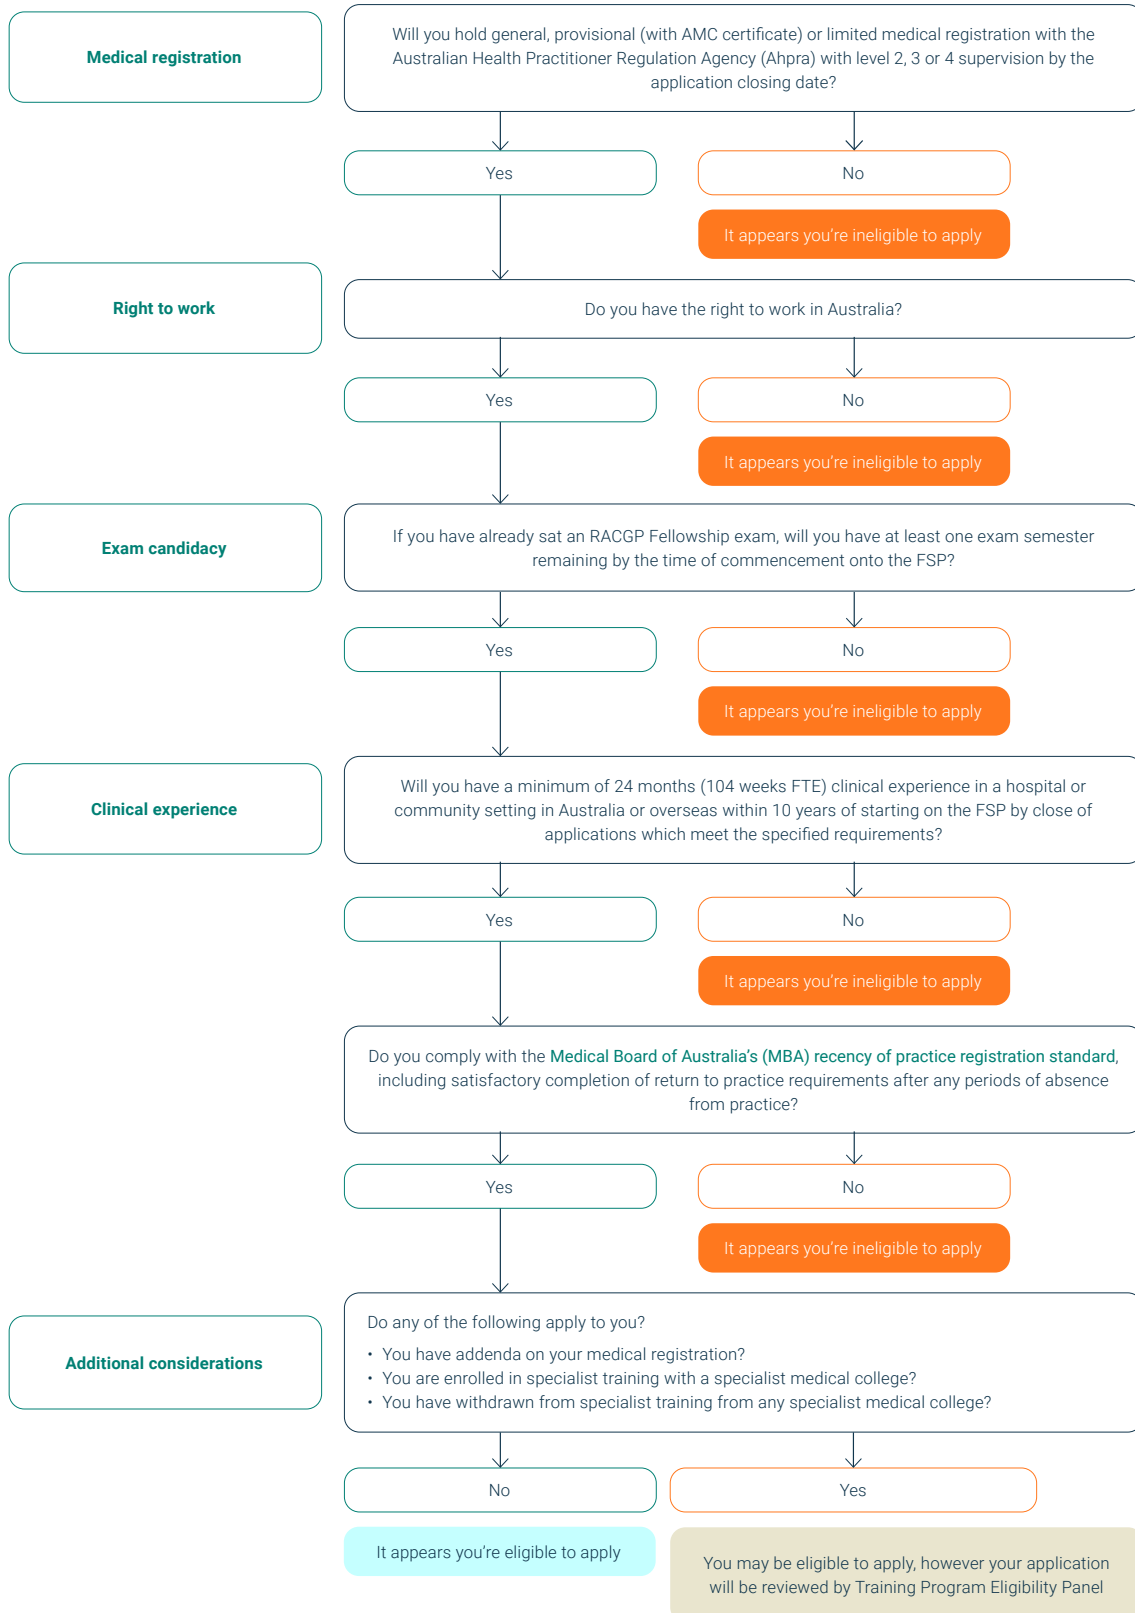 Medical registration
Will you hold general, provisional (with AMC certificate) or limited medical registration with the
Australian Health Practitioner Regulation Agency (Ahpra) with level 2, 3 or 4 supervision by the
application closing date?
Yes
No
It appears you’re ineligible to apply
Right to work
Do you have the right to work in Australia?
Yes
No
It appears you’re ineligible to apply
Exam candidacy
If you have already sat an RACGP Fellowship exam, will you have at least one exam semester
remaining by the time of commencement onto the FSP?
Yes
No
It appears you’re ineligible to apply
Clinical experience
Will you have a minimum of 24 months (104 weeks FTE) clinical experience in a hospital or
community setting in Australia or overseas within 10 years of starting on the FSP by close of
applications which meet the specified requirements?
Yes
No
It appears you’re ineligible to apply
Do you comply with the Medical Board of Australia’s (MBA) recency of practice registration standard,
including satisfactory completion of return to practice requirements after any periods of absence
from practice?
Yes
No
It appears you’re ineligible to apply
Additional considerations
Do any of the following apply to you?
• You have addenda on your medical registration?
• You are enrolled in specialist training with a specialist medical college?
• You have withdrawn from specialist training from any specialist medical college?
No
Yes
It appears you’re eligible to apply
You may be eligible to apply, however your application
will be reviewed by Training Program Eligibility Panel